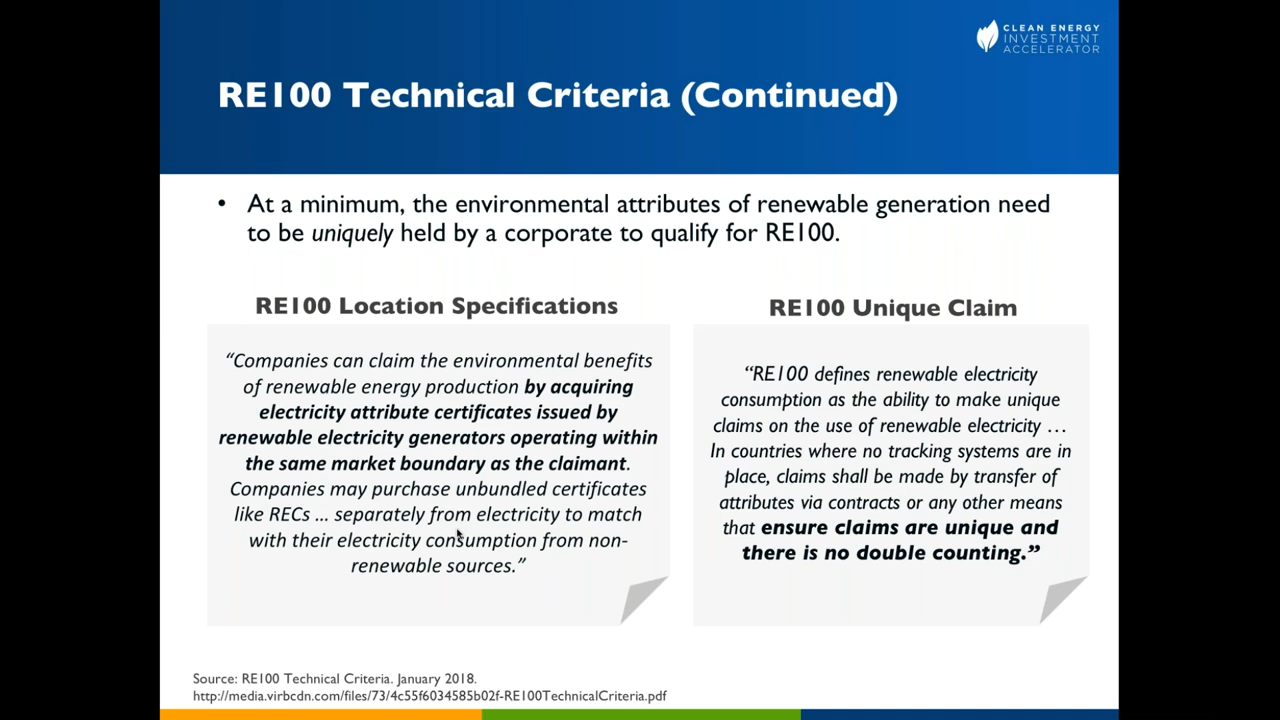 CLEAN ENERGY
INVESTMENT
ACCELERATOR
RE100 Technical Criteria (Continued)
• At a minimum, the environmental attributes of renewable generation need
to be uniquely held by a corporate to qualify for RE100.
RE100 Location Specifications
“Companies can claim the environmental benefits
of renewable energy production by acquiring
electricity attribute certificates issued by
renewable electricity generators operating within
the same market boundary as the claimant.
Companies may purchase unbundled certificates
like RECs … separately from electricity to match
with their electricity consumption from non-
renewable sources.”
RE100 Unique Claim
“RE100 defines renewable electricity
consumption as the ability to make unique
claims on the use of renewable electricity …
In countries where no tracking systems are in
place, claims shall be made by transfer of
attributes via contracts or any other means
that ensure claims are unique and
there is no double counting.”
Source: RE100 Technical Criteria. January 2018.
http://media.virbcdn.com/files/73/4c55f6034585b02f-RE100TechnicalCriteria.pdf